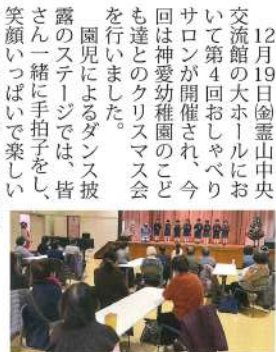 12月19日㈮霊山中央
交流館の大ホールにお
いて第4回おしゃべり
サロンが開催され、今
回は神愛幼稚園のこど
も達とのクリスマス会
を行いました。
園児によるダンス披
露のステージでは、皆
さん一緒に手拍子をし、
笑顔いっぱいで楽しい